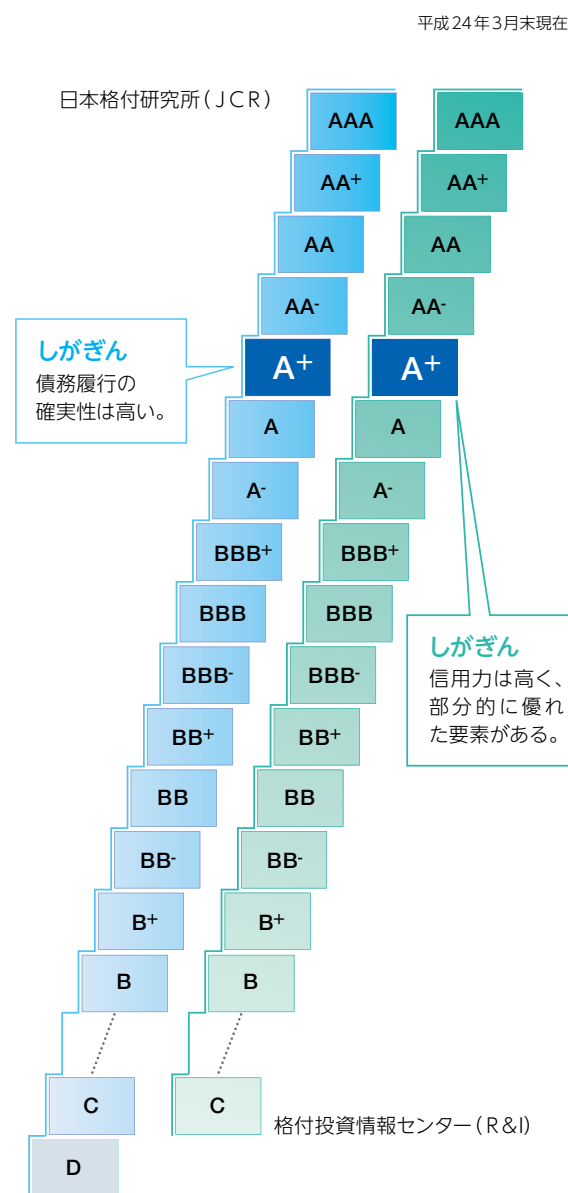 平成24年3月末現在
日本格付研究所(JCR)
AAA
AA+
AA
AA-
A+
A
A-
BBB+
BBB
BBB-
BB+
BB
BB-
B+
B
C
D
しがぎん
債務履行の
確実性は高い。
AAA
AA+
AA
AA-
A+
A
A-
BBB+
BBB
BBB-
BB+
BB
BB-
B+
B
C
しがぎん
信用力は高く、
部分的に優れ
た要素がある。
格付投資情報センター(R&I)